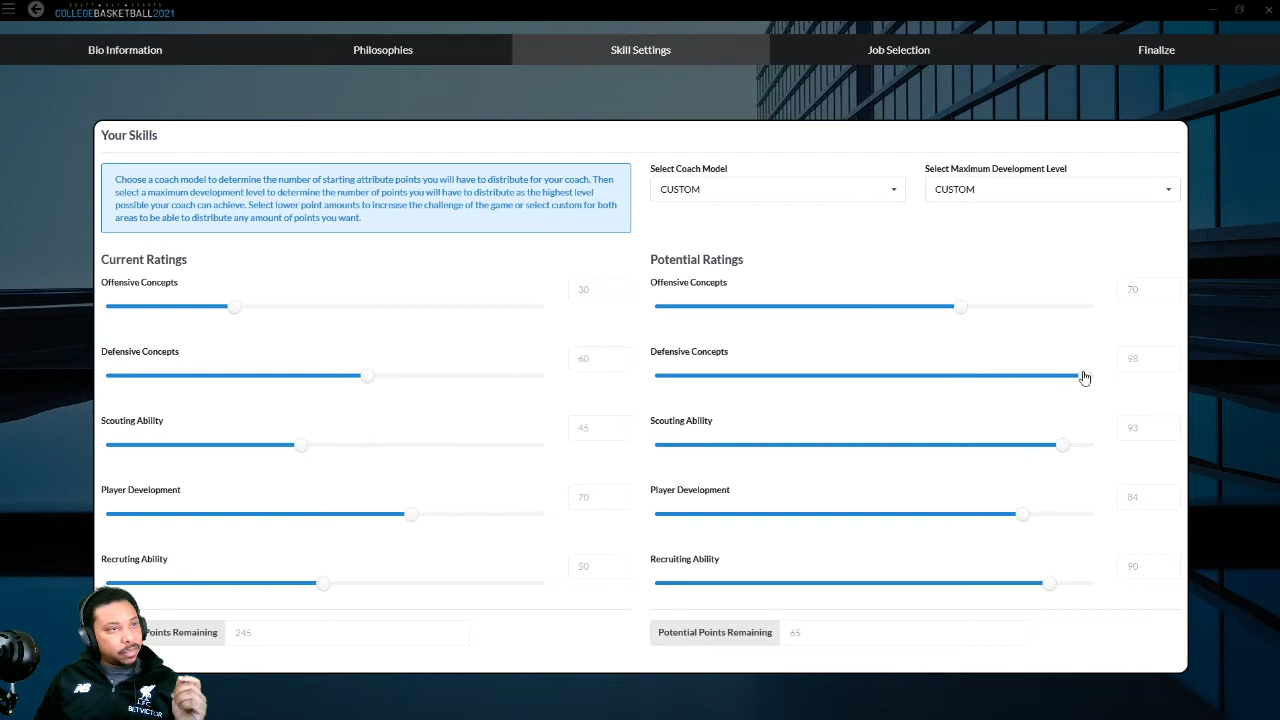 DRAFT DAY SPORTS
COLLEGEBASKETBALL2021
Bio Information
Philosophies
Skill Settings
Job Selection
Finalize
Your Skills
Choose a coach model to determine the number of starting attribute points you will have to distribute for your coach. Then
select a maximum development level to determine the number of points you will have to distribute as the highest level
possible your coach can achieve. Select lower point amounts to increase the challenge of the game or select custom for both
areas to be able to distribute any amount of points you want.
Select Coach Model
CUSTOM
Select Maximum Development Level
CUSTOM
Current Ratings
Offensive Concepts
30
Defensive Concepts
60
Scouting Ability
45
Player Development
70
Recruting Ability
50
Points Remaining
245
Potential Ratings
Offensive Concepts
70
Defensive Concepts
98
Scouting Ability
93
Player Development
84
Recruiting Ability
90
Potential Points Remaining
65
NB
L.F.C.
BETVICTOR